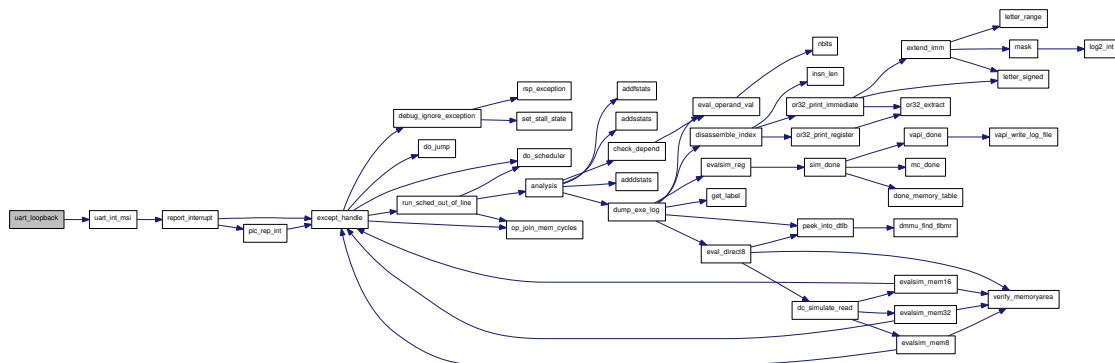 uart_loopback
uart_int_msi
report_interrupt
pic_rep_int
except_handle
debug_ignore_exception
do_jump
run_sched_out_of_line
rsp_exception
set_stall_state
do_scheduler
analysis
op_join_mem_cycles
addfstats
addsstats
check_depend
adddstats
dump_exe_log
eval_operand_val
disassemble_index
evalsim_reg
get_label
eval_direct8
nbits
insn_len
or32_print_immediate
or32_print_register
sim_done
peek_into_dtlb
dc_simulate_read
extend_imm
or32_extract
vapi_done
mc_done
done_memory_table
dmmu_find_tlbmr
evalsim_mem16
evalsim_mem32
evalsim_mem8
letter_range
mask
letter_signed
vapi_write_log_file
verify_memoryarea
log2_int